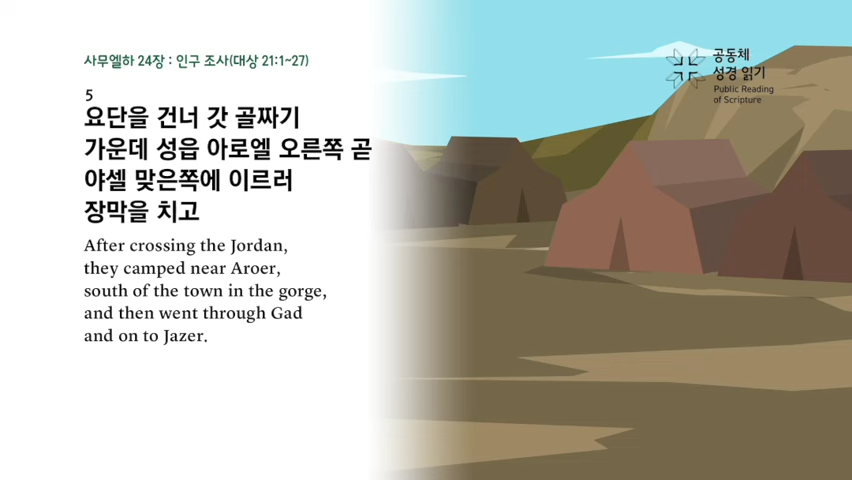 사무엘하 24장 : 인구 조사(대상 21:1~27)
공동체
성경 읽기
Public Reading
of Scripture
5
요단을 건너 갓 골짜기
가운데 성읍 아로엘 오른쪽 곧
야셀 맞은쪽에 이르러
장막을 치고
After crossing the Jordan,
they camped near Aroer,
south of the town in the gorge,
and then went through Gad
and on to Jazer.